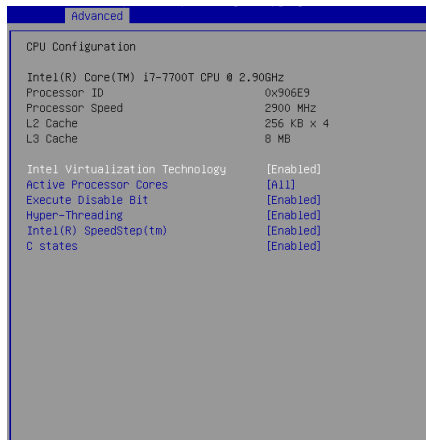 Advanced
CPU Configuration
Intel(R) Core(TM) i7-7700T CPU @ 2.90GHz
Processor ID 0x906E9
Processor Speed 2900 MHz
L2 Cache 256 KB x 4
L3 Cache 8 MB
Intel Virtualization Technology [Enabled]
Active Processor Cores [All]
Execute Disable Bit [Enabled]
Hyper-Threading [Enabled]
Intel(R) SpeedStep(tm) [Enabled]
C states [Enabled]